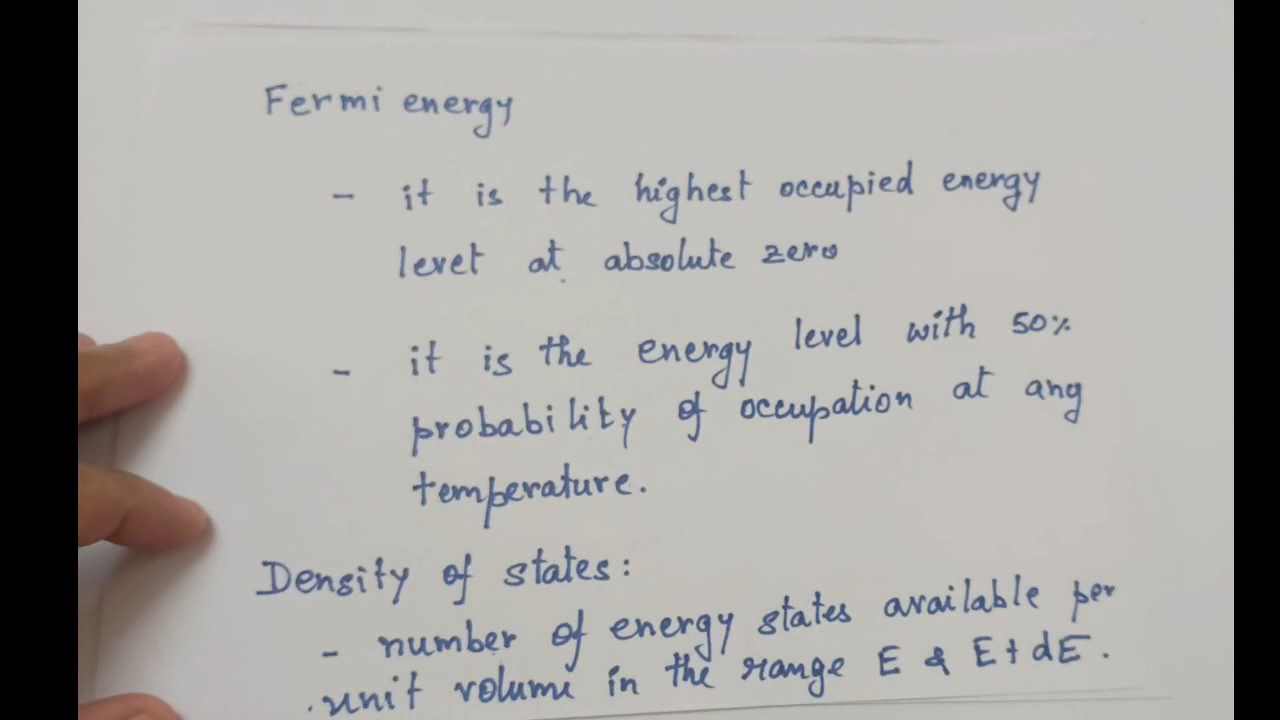 Fermi energy
- it is the highest occupied energy
level at absolute zero
- it is the energy level with 50%
probability of occupation at any
temperature.
Density of states:
- number of energy states available per
unit volume in the range E & E+dE.